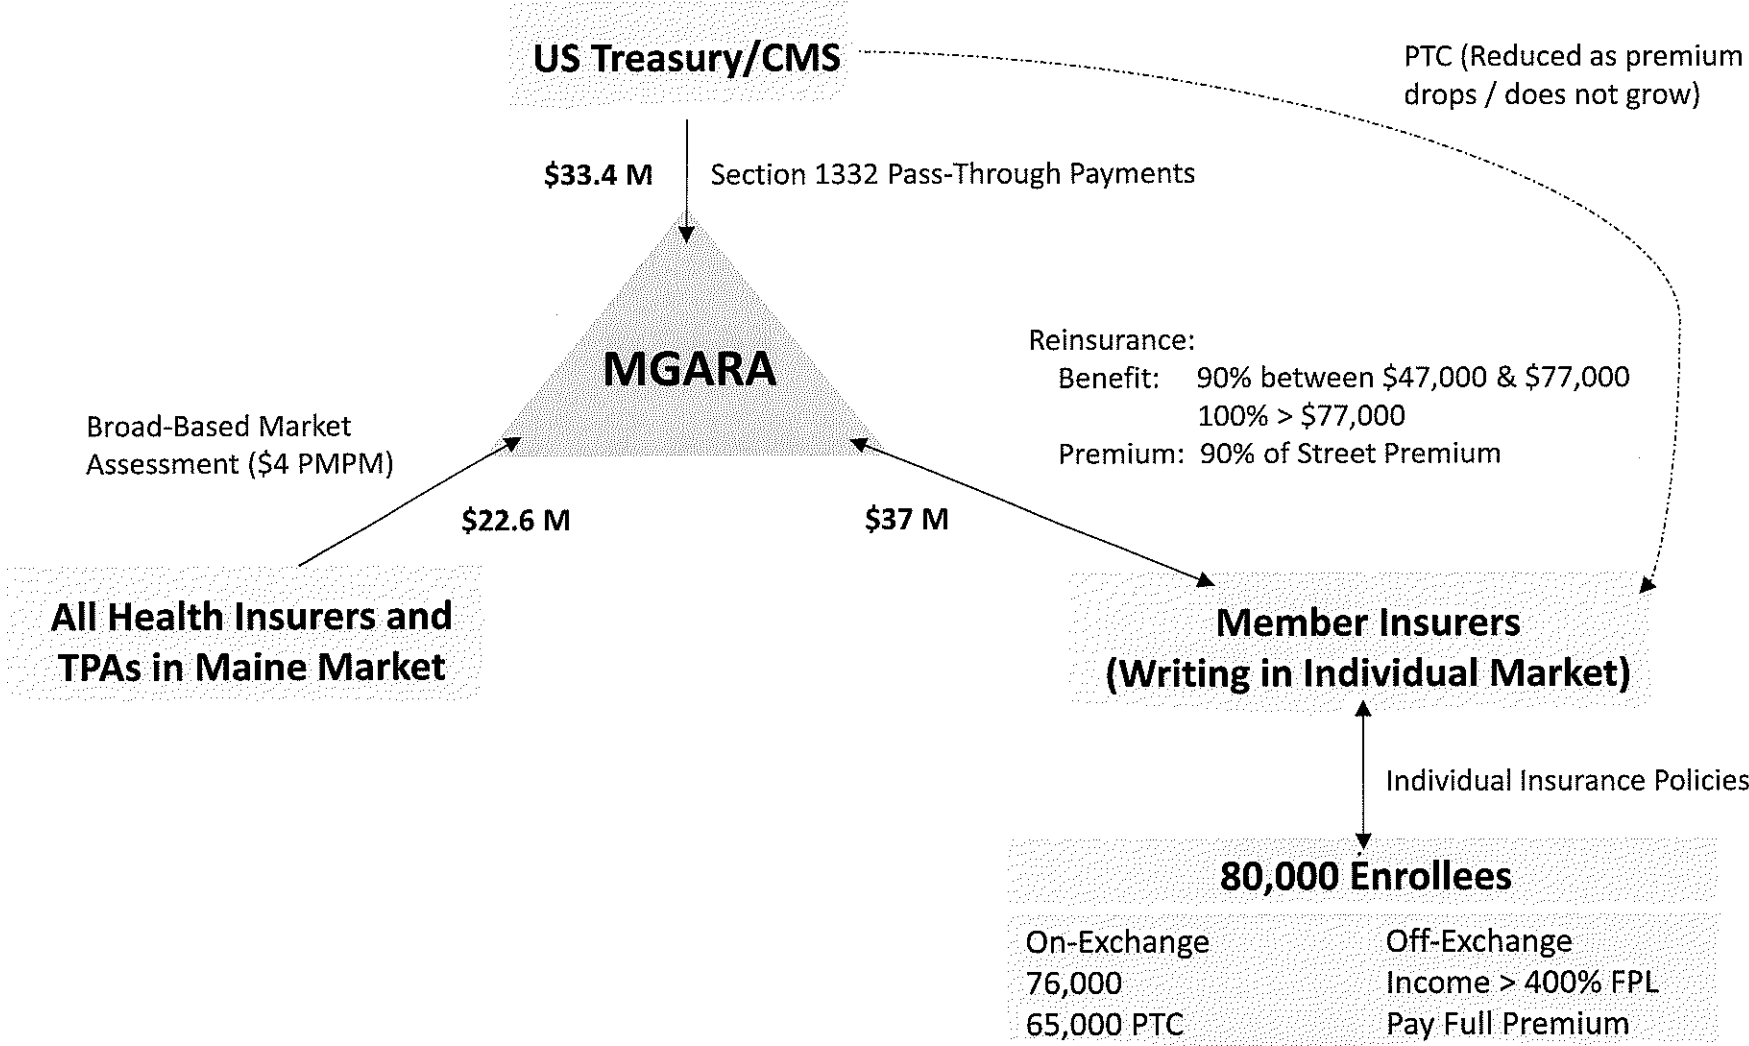 US Treasury/CMS
PTC (Reduced as premium
drops / does not grow)
$33.4 M
Section 1332 Pass-Through Payments
MGARA
Reinsurance:
Benefit: 90% between $47,000 & $77,000
100% > $77,000
Premium: 90% of Street Premium
Broad-Based Market
Assessment ($4 PMPM)
$22.6 M
$37 M
All Health Insurers and
TPAs in Maine Market
Member Insurers
(Writing in Individual Market)
Individual Insurance Policies
80,000 Enrollees
On-Exchange
76,000
65,000 PTC
Off-Exchange
Income > 400% FPL
Pay Full Premium